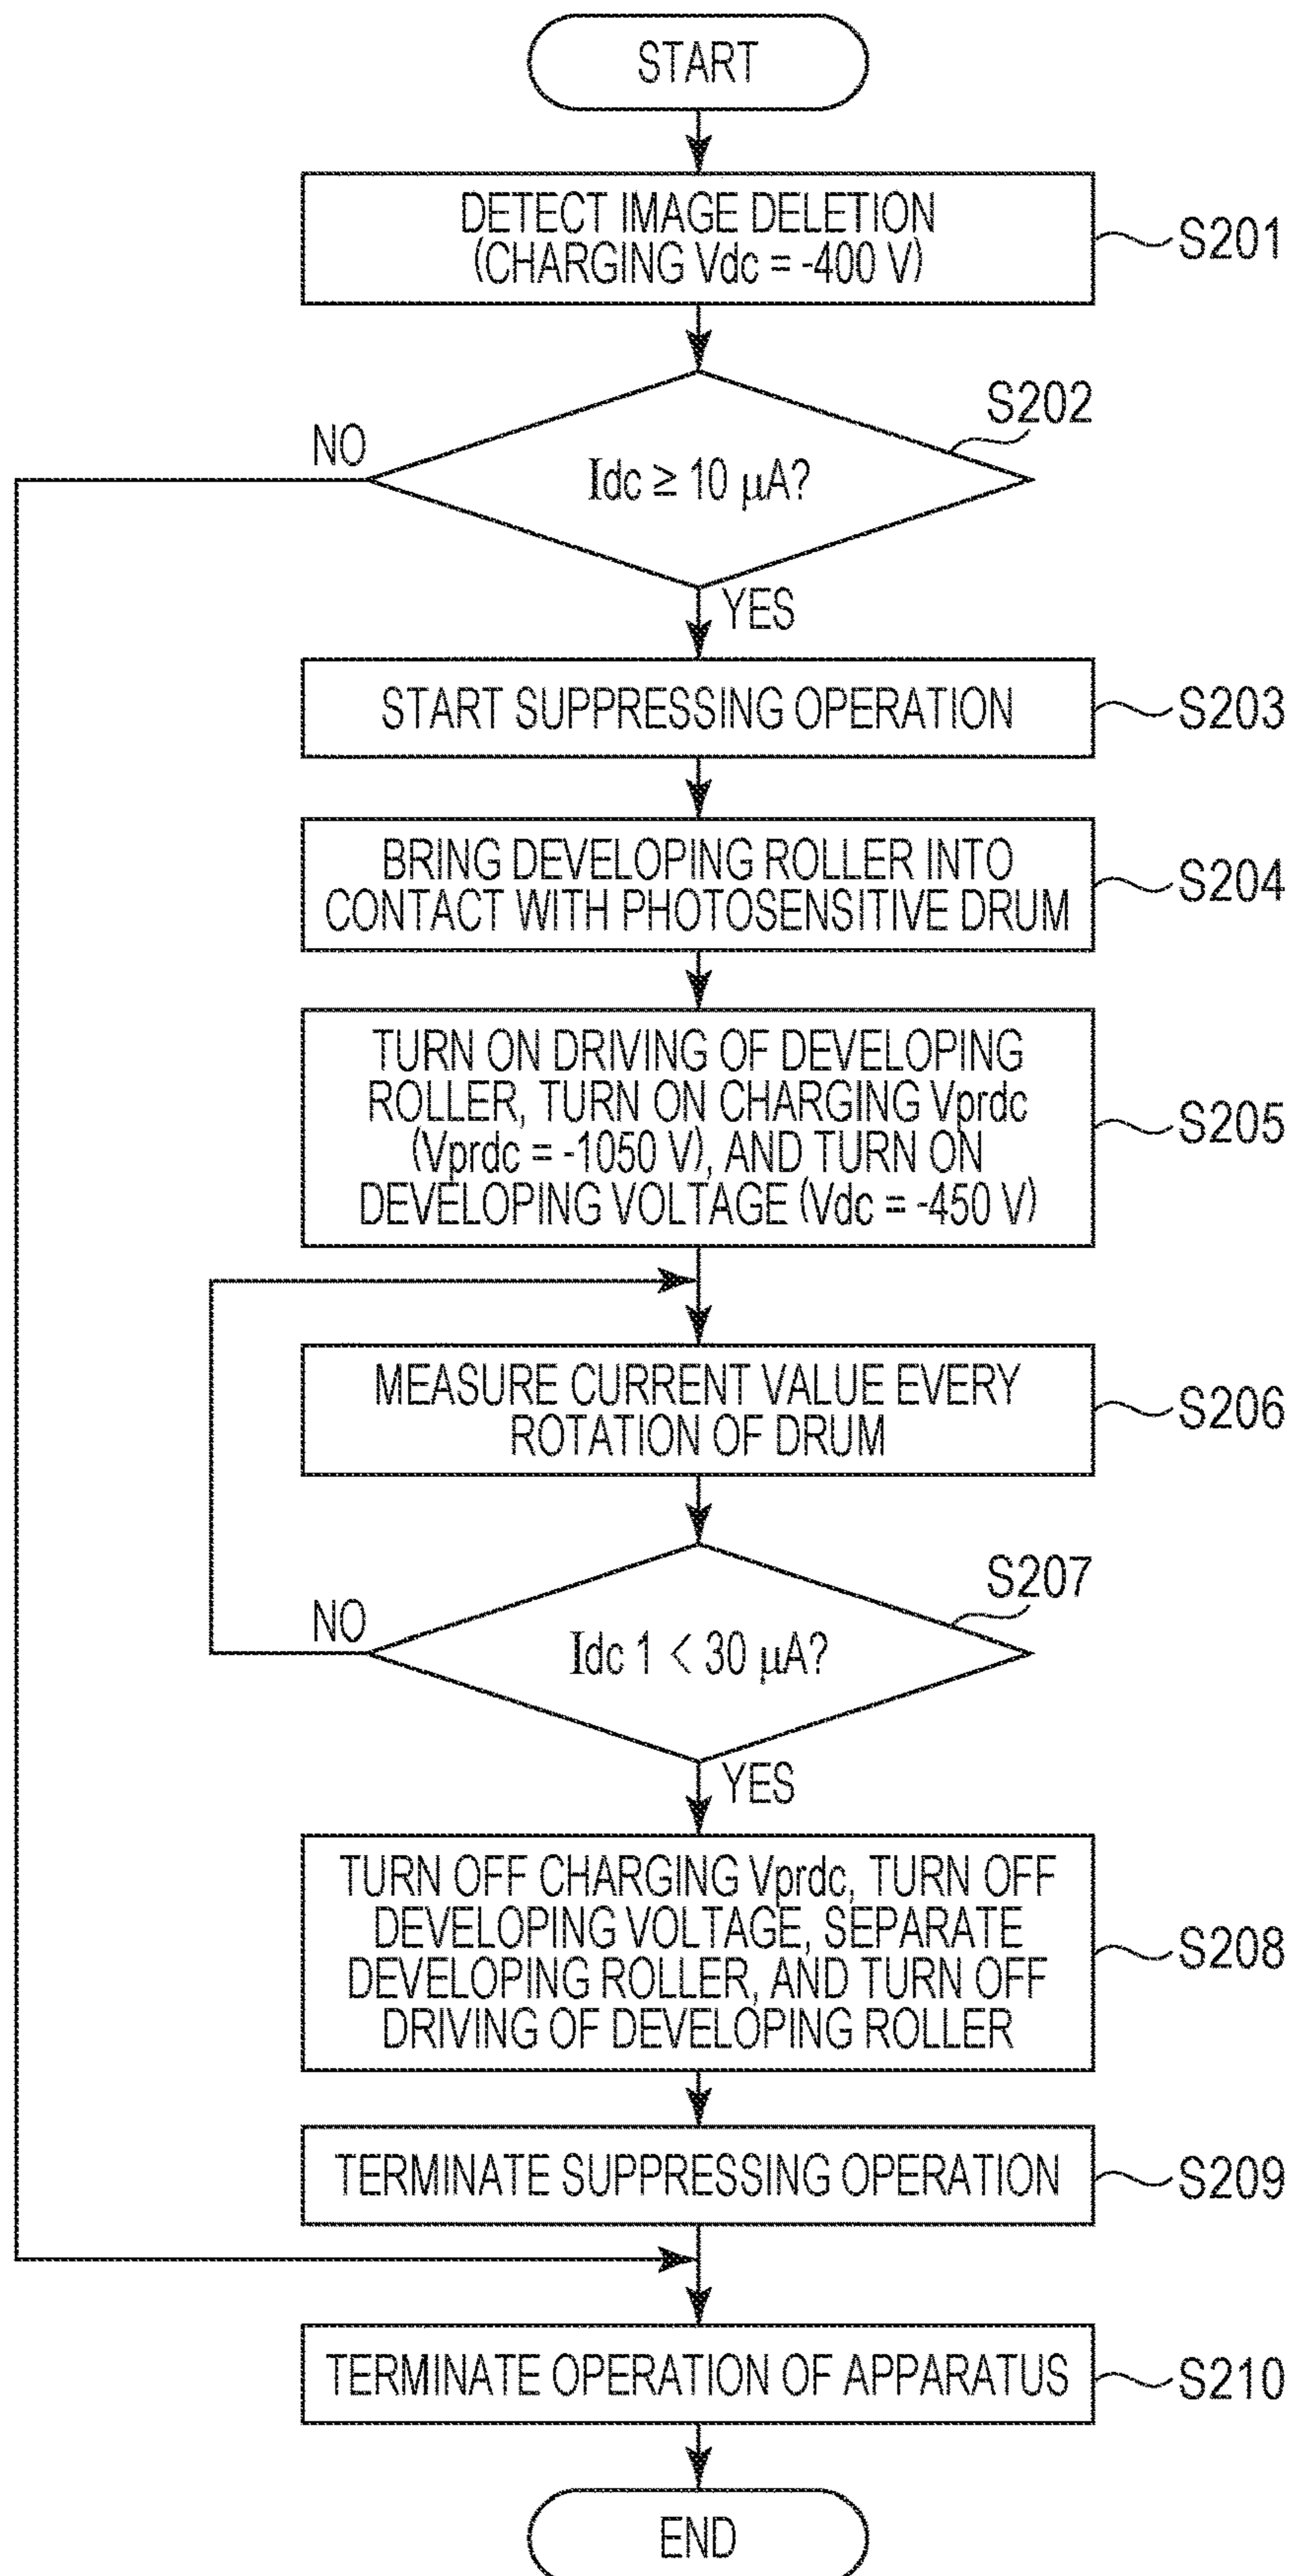 START
DETECT IMAGE DELETION
(CHARGING Vdc = -400 V)
S201
S202
NO
Idc ≥ 10 µA?
YES
START SUPPRESSING OPERATION
S203
BRING DEVELOPING ROLLER INTO
CONTACT WITH PHOTOSENSITIVE DRUM
S204
TURN ON DRIVING OF DEVELOPING
ROLLER, TURN ON CHARGING Vprdc
(Vprdc = -1050 V), AND TURN ON
DEVELOPING VOLTAGE (Vdc = -450 V)
S205
MEASURE CURRENT VALUE EVERY
ROTATION OF DRUM
S206
S207
NO
Idc 1 < 30 µA?
YES
TURN OFF CHARGING Vprdc, TURN OFF
DEVELOPING VOLTAGE, SEPARATE
DEVELOPING ROLLER, AND TURN OFF
DRIVING OF DEVELOPING ROLLER
S208
TERMINATE SUPPRESSING OPERATION
S209
TERMINATE OPERATION OF APPARATUS
S210
END